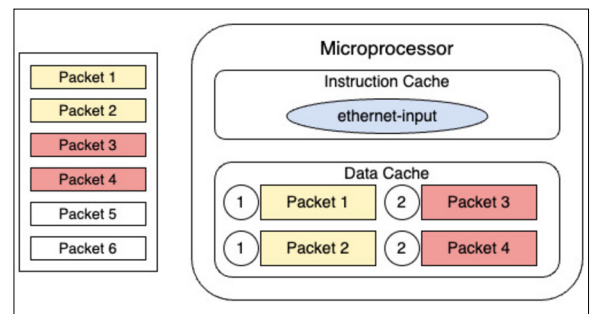 Packet 1
Packet 2
Packet 3
Packet 4
Packet 5
Packet 6
Microprocessor
Instruction Cache
ethernet-input
Data Cache
1 Packet 1 2 Packet 3
1 Packet 2 2 Packet 4